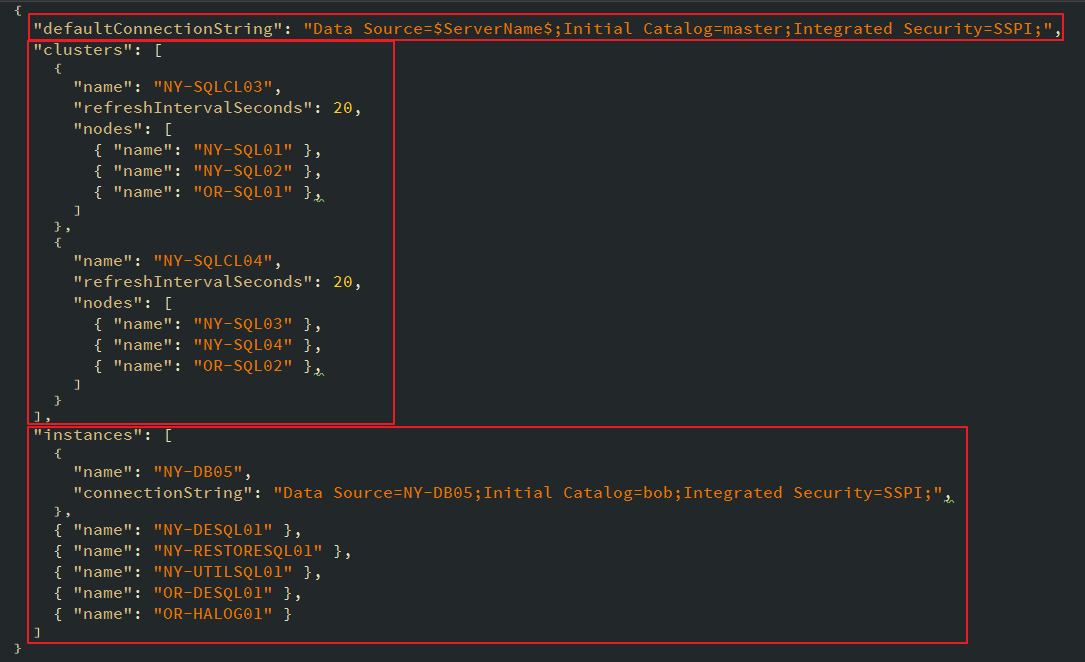 {
  "defaultConnectionString": "Data Source=$ServerName$;Initial Catalog=master;Integrated Security=SSPI;",
  "clusters": [
    {
      "name": "NY-SQLCL03",
      "refreshIntervalSeconds": 20,
      "nodes": [
        { "name": "NY-SQL01" },
        { "name": "NY-SQL02" },
        { "name": "OR-SQL01" },
      ]
    },
    {
      "name": "NY-SQLCL04",
      "refreshIntervalSeconds": 20,
      "nodes": [
        { "name": "NY-SQL03" },
        { "name": "NY-SQL04" },
        { "name": "OR-SQL02" },
      ]
    }
  ],
  "instances": [
    {
      "name": "NY-DB05",
      "connectionString": "Data Source=NY-DB05;Initial Catalog=bob;Integrated Security=SSPI;",
    },
    { "name": "NY-DESQL01" },
    { "name": "NY-RESTORESQL01" },
    { "name": "NY-UTILSQL01" },
    { "name": "OR-DESQL01" },
    { "name": "OR-HALOG01" }
  ]
}